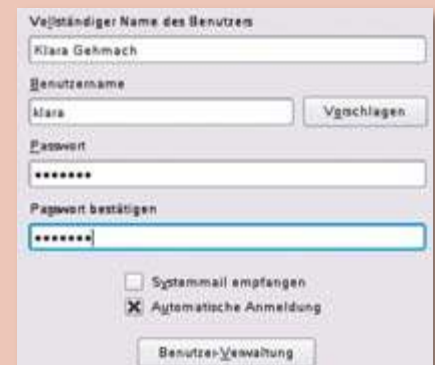 Vollständiger Name des Benutzers
Klara Gehmach
Benutzername
klara
Vorschlagen
Passwort
•••••••
Passwort bestätigen
•••••••
Systemmail empfangen
Automatische Anmeldung
Benutzer-Verwaltung